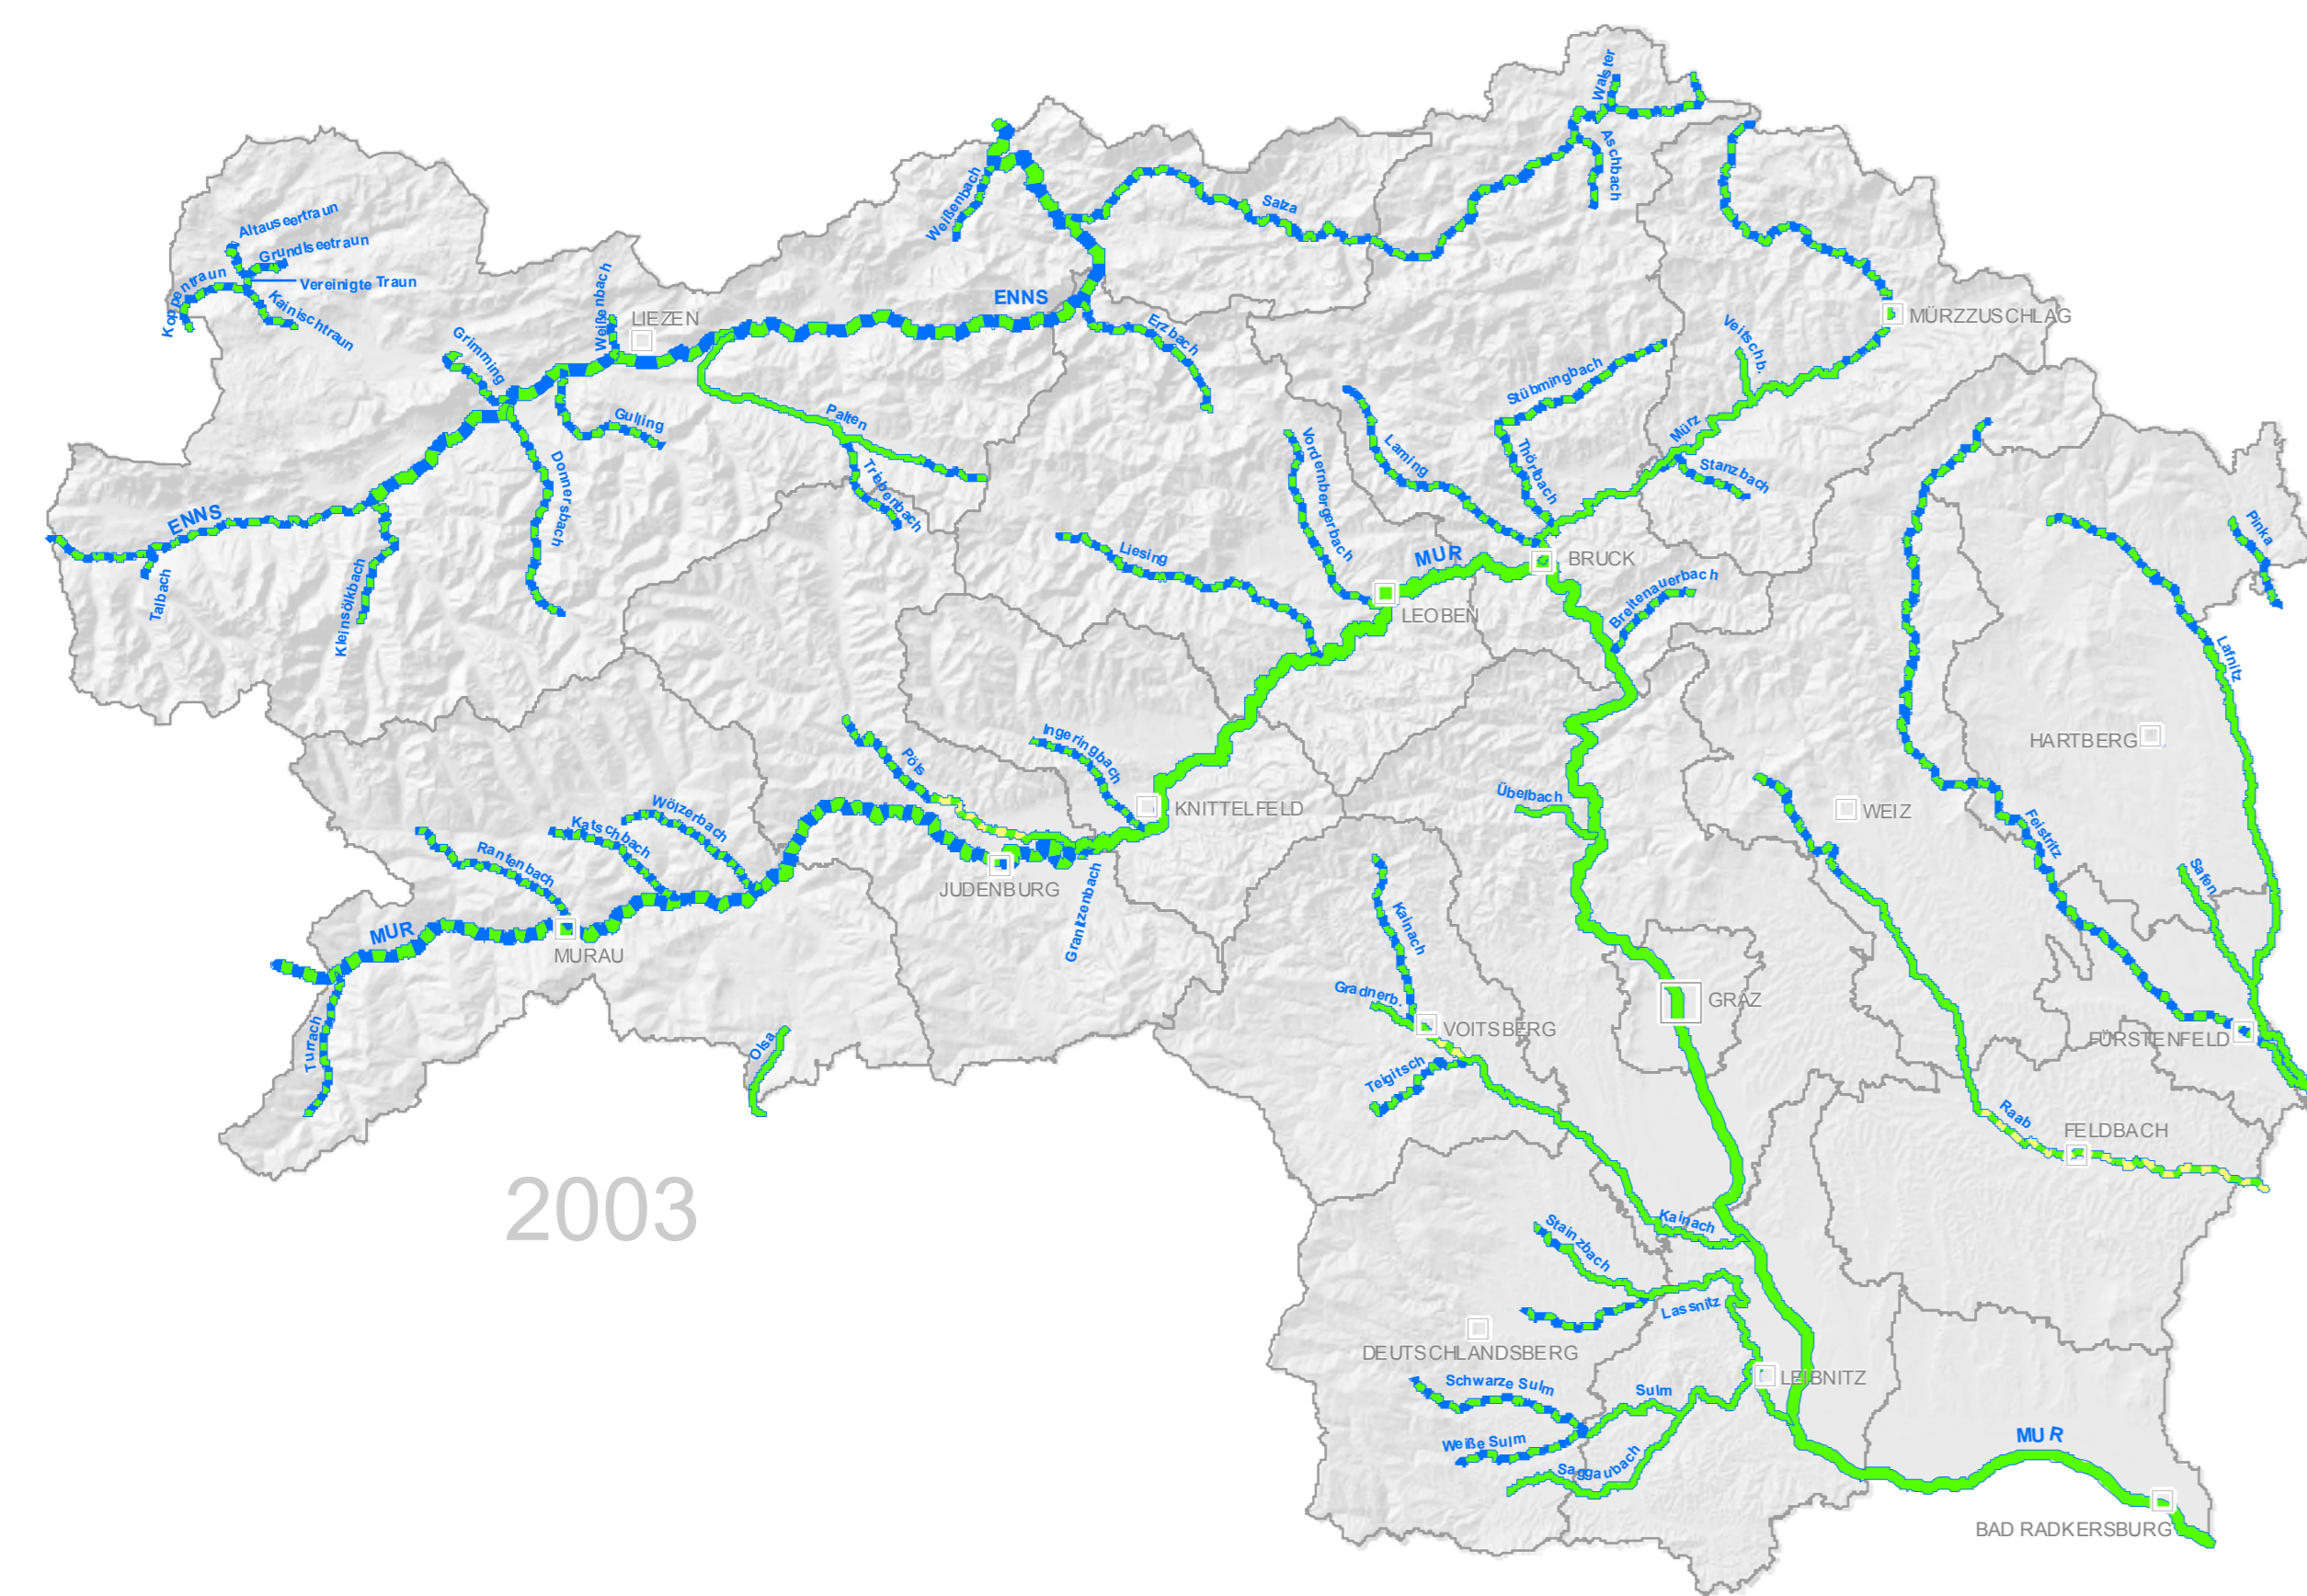 Walster
Aschbach
Salza
Weißenbach
Altauseertraun
Grundlseetraun
Koppentraun
Vereinigte Traun
Kainischtraun
ENNS
Weißenbach
LIEZEN
Grimming
Erzbach
MÜRZZUSCHLAG
Veitschb.
Stübmingbach
Gulling
Palten
Mürz
Laming
Vordernbergerbach
Thörlbach
Stanzbach
Donnersbach
Triebenbach
ENNS
Pinka
Talbach
Kleinsölkbach
Liesing
MUR
BRUCK
Breitenauerbach
LEOBEN
Lafnitz
Ingeringbach
Pöls
HARTBERG
Übelbach
KNITTELFELD
WEIZ
Wölzerbach
Katschbach
Rantenbach
Feistritz
JUDENBURG
Granitzenbach
Safen
Kainach
MUR
MURAU
Gradnerb.
GRAZ
VOITSBERG
FÜRSTENFELD
Turrach
Olsa
Teigitsch
Raab
FELDBACH
2003
Kainach
Stainzbach
Lassnitz
DEUTSCHLANDSBERG
LEIBNITZ
Schwarze Sulm
Sulm
Weiße Sulm
Saggaubach
MUR
BAD RADKERSBURG